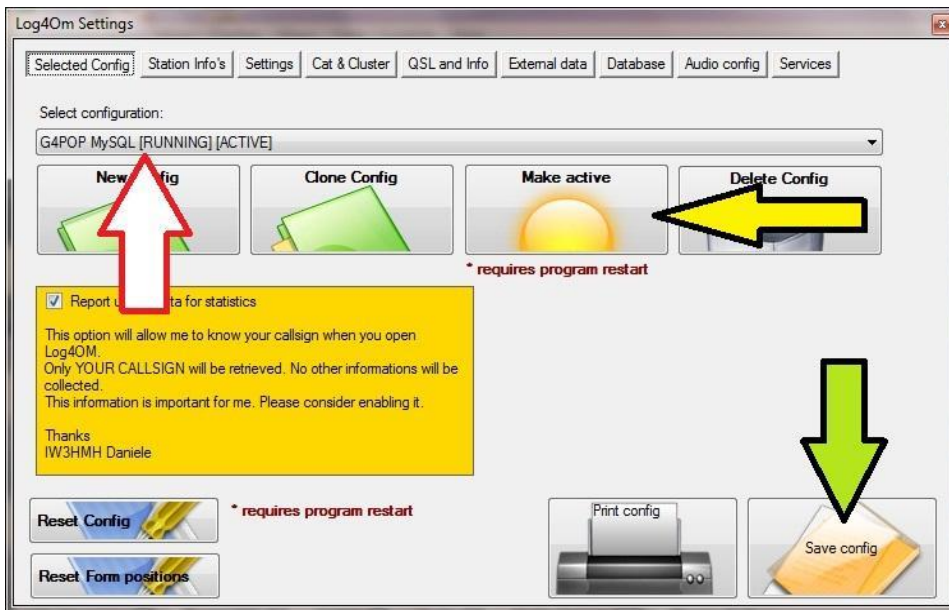 Log4Om Settings
Selected Config Station Info's Settings Cat & Cluster QSL and Info External data Database Audio config Services
Select configuration:
G4POP MySQL [RUNNING] [ACTIVE]
New Clone Config Make active Delete Config
* requires program restart
Report for statistics
This option will allow me to know your callsign when you open
Log4OM.
Only YOUR CALLSIGN will be retrieved. No other informations will be
collected.
This information is important for me. Please consider enabling it.
Thanks
IW3HMH Daniele
Reset Config * requires program restart
Print config
Save config
Reset Form positions